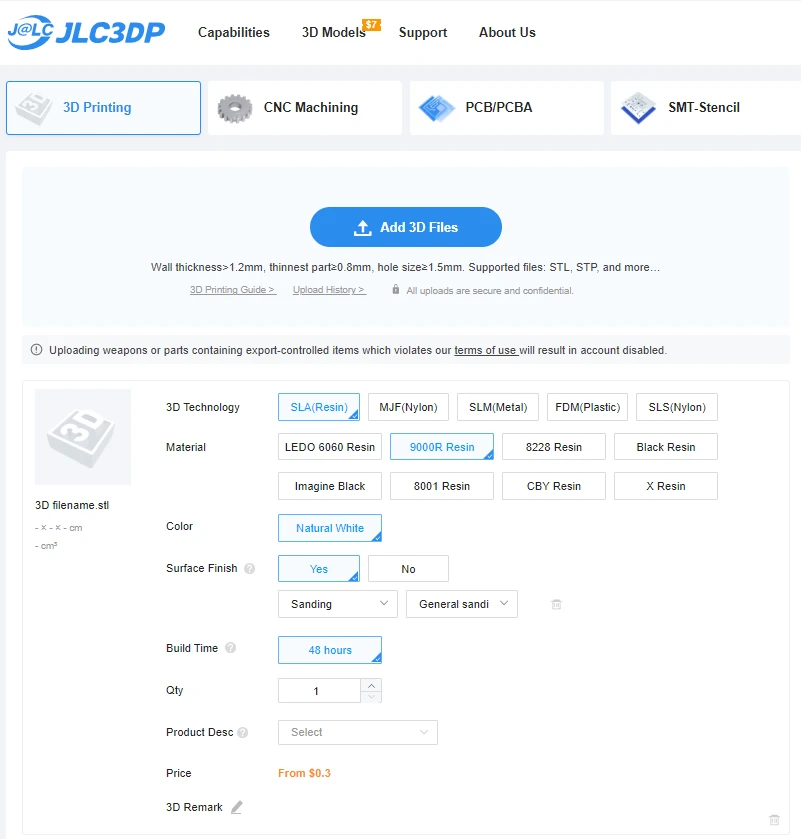 J@LC JLC3DP Capabilities 3D Models $7 Support About Us
3D 3D Printing CNC Machining PCB/PCBA SMT-Stencil
Add 3D Files
Wall thickness>1.2mm, thinnest part≥0.8mm, hole size≥1.5mm. Supported files: STL, STP, and more…
3D Printing Guide > Upload History > All uploads are secure and confidential.
Uploading weapons or parts containing export-controlled items which violates our terms of use will result in account disabled.
3D
3D filename.stl
- × - × - cm
- cm³
3D Technology SLA(Resin) MJF(Nylon) SLM(Metal) FDM(Plastic) SLS(Nylon)
Material LEDO 6060 Resin 9000R Resin 8228 Resin Black Resin
Imagine Black 8001 Resin CBY Resin X Resin
Color Natural White
Surface Finish ? Yes No
Sanding General sandi
Build Time ? 48 hours
Qty 1
Product Desc ? Select
Price From $0.3
3D Remark